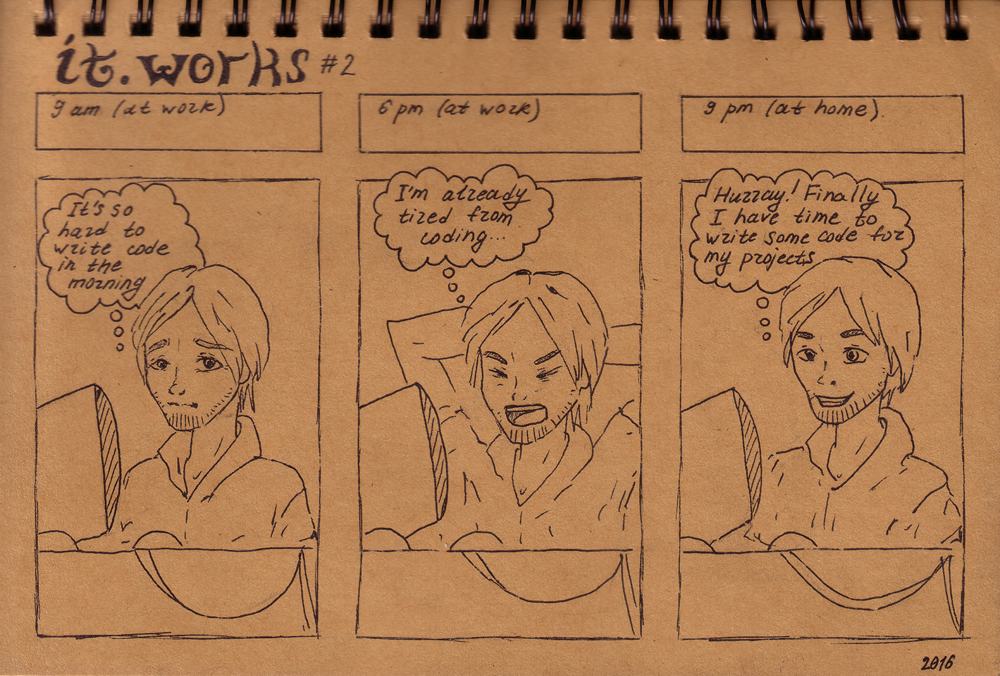 it.works #2
9 am (at work)
6 pm (at work)
9 pm (at home).
It's so
hard to
write code
in the
morning
I'm already
tired from
coding...
Hurray! Finally
I have time to
write some code for
my projects
2016